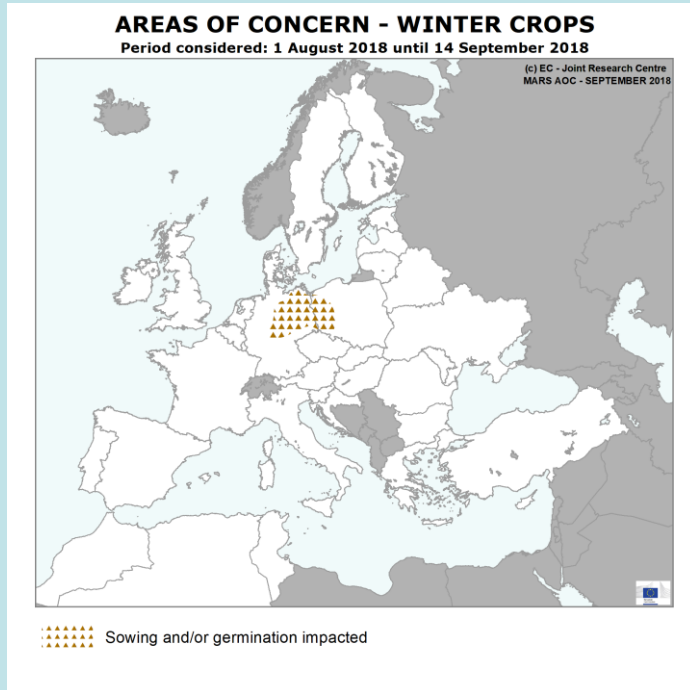 AREAS OF CONCERN - WINTER CROPS
Period considered: 1 August 2018 until 14 September 2018
(c) EC - Joint Research Centre
MARS AOC - SEPTEMBER 2018
Sowing and/or germination impacted